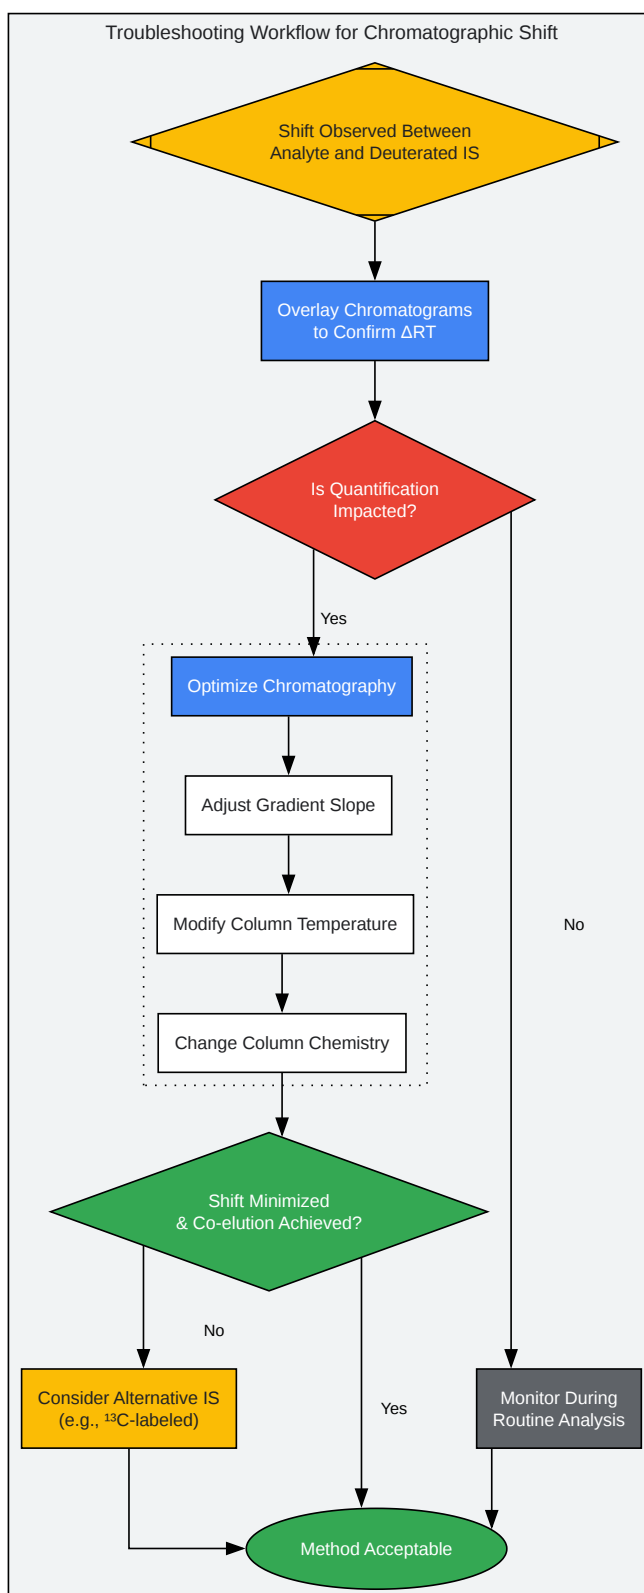 Troubleshooting Workflow for Chromatographic Shift
Shift Observed Between
Analyte and Deuterated IS
Overlay Chromatograms
to Confirm ΔRT
Is Quantification
Impacted?
Yes
Optimize Chromatography
Adjust Gradient Slope
Modify Column Temperature
No
Change Column Chemistry
Shift Minimized
& Co-elution Achieved?
No
Consider Alternative IS
(e.g., ¹³C-labeled)
Yes
Monitor During
Routine Analysis
Method Acceptable